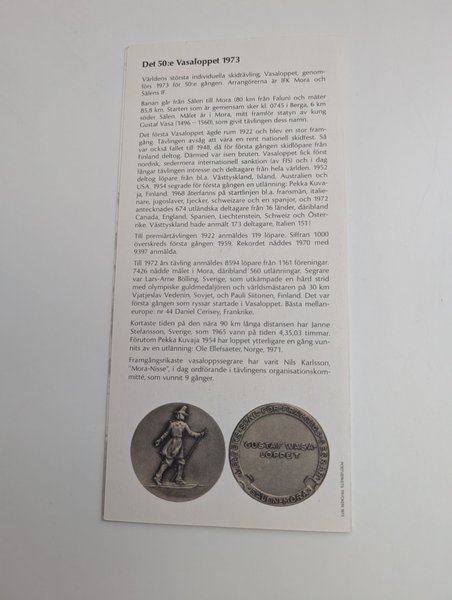 Det 50:e Vasaloppet 1973
Världens största individuella skidtävling, Vasaloppet, genom-
förs 1973 för 50:e gången. Arrangörerna är IFK Mora och
Sälens IF.
Banan går från Sälen till Mora (80 km från Falun) och mäter
85,8 km. Starten som är gemensam sker kl. 0745 i Berga, 6 km
söder Sälen. Målet är i Mora, mitt framför statyn av kung
Gustaf Vasa (1496 – 1560), som givit tävlingen dess namn.
Det första Vasaloppet ägde rum 1922 och blev en stor fram-
gång. Tävlingen avsåg att vara en rent nationell skidfest. Så
var också fallet till 1948, då för första gången skidlöpare från
Finland deltog. Därmed var isen bruten. Vasaloppet fick först
nordisk, sedermera internationell sanktion (av FIS) och i dag
fångar tävlingen intresse och deltagare från hela världen. 1952
deltog löpare från bl.a. Västtyskland, Island, Australien och
USA. 1954 segrade för första gången en utlänning: Pekka Kuva-
ja, Finland. 1968 återfanns på startlinjen bl.a. fransmän, italie-
nare, jugoslaver, tjecker, schweizare och en spanjor, och 1972
antecknades 674 utländska deltagare från 16 länder, däribland
Canada, England, Spanien, Liechtenstein, Schweiz och Öster-
rike. Västtyskland hade anmält 173 deltagare, Italien 151!
Till premiärtävlingen 1922 anmäldes 119 löpare. Siffran 1000
överskreds första gången 1959. Rekordet nåddes 1970 med
9397 anmälda.
Till 1972 års tävling anmäldes 8594 löpare från 1161 föreningar.
7426 nådde målet i Mora, däribland 560 utlänningar. Segrare
var Lars-Arne Bölling, Sverige, som utkämpade en hård strid
med olympiske guldmedaljören och världsmästaren på 30 km
Vjatjeslav Vedenin, Sovjet, och Pauli Siitonen, Finland. Det var
första gången som ryssar startade i Vasaloppet. Bästa mellan-
europé: nr 44 Daniel Cerisey, Frankrike.
Kortaste tiden på den nära 90 km långa distansen har Janne
Stefansson, Sverige, som 1965 vann på tiden 4,35,03 timmar.
Förutom Pekka Kuvaja 1954 har loppet ytterligare en gång vun-
nits av en utlänning: Ole Ellefsaeter, Norge, 1971.
Framgångsrikaste vasaloppssegrare har varit Nils Karlsson,
"Mora-Nisse", i dag ordförande i tävlingens organisationskom-
mitté, som vunnit 9 gånger.
GUSTAF WASA-
LOPPET
SÄLEN-MORA